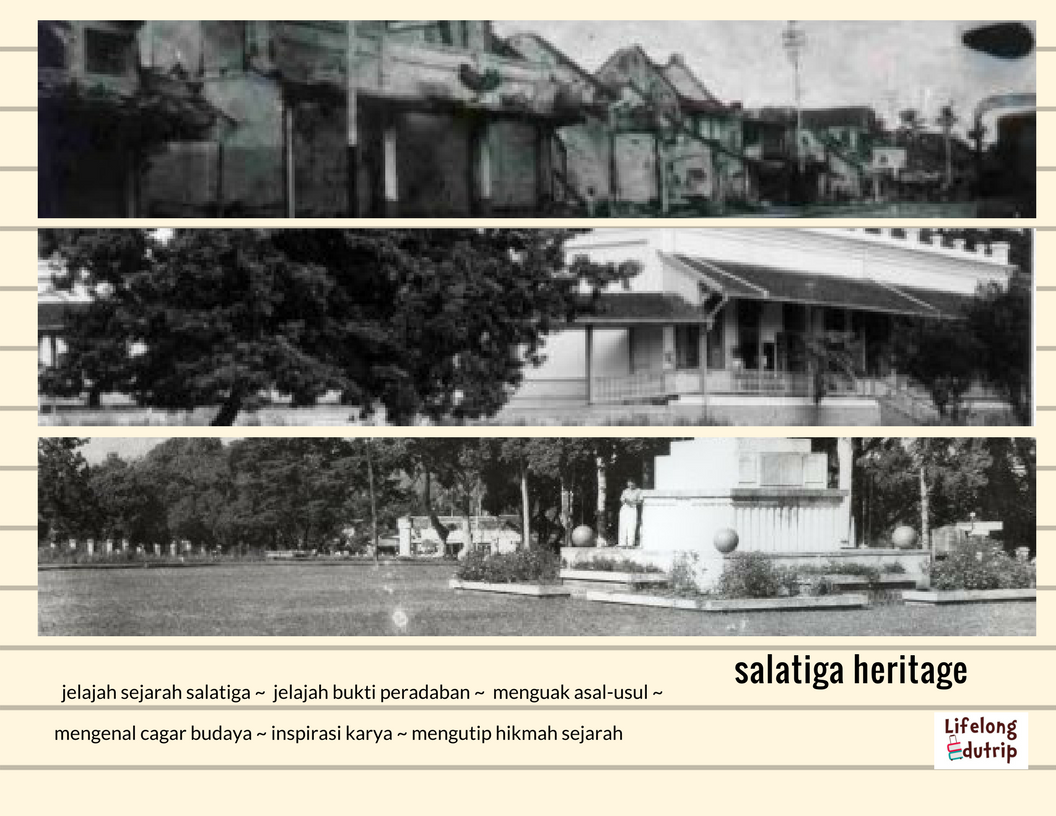 salatiga heritage
jelajah sejarah salatiga ~ jelajah bukti peradaban ~ menguak asal-usul ~
mengenal cagar budaya ~ inspirasi karya ~ mengutip hikmah sejarah
Lifelong
Edutrip